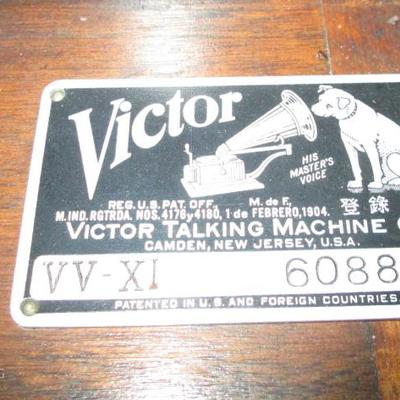 Victor
HIS
MASTER'S
VOICE
REG. U.S. PAT. OFF. M. de F.
M. IND. RGTRDA. NOS. 4176 y 4180, 1 de FEBRERO, 1904. 登錄
VICTOR TALKING MACHINE
CAMDEN, NEW JERSEY, U.S.A.
VV-XI 6088
PATENTED IN U.S. AND FOREIGN COUNTRIES